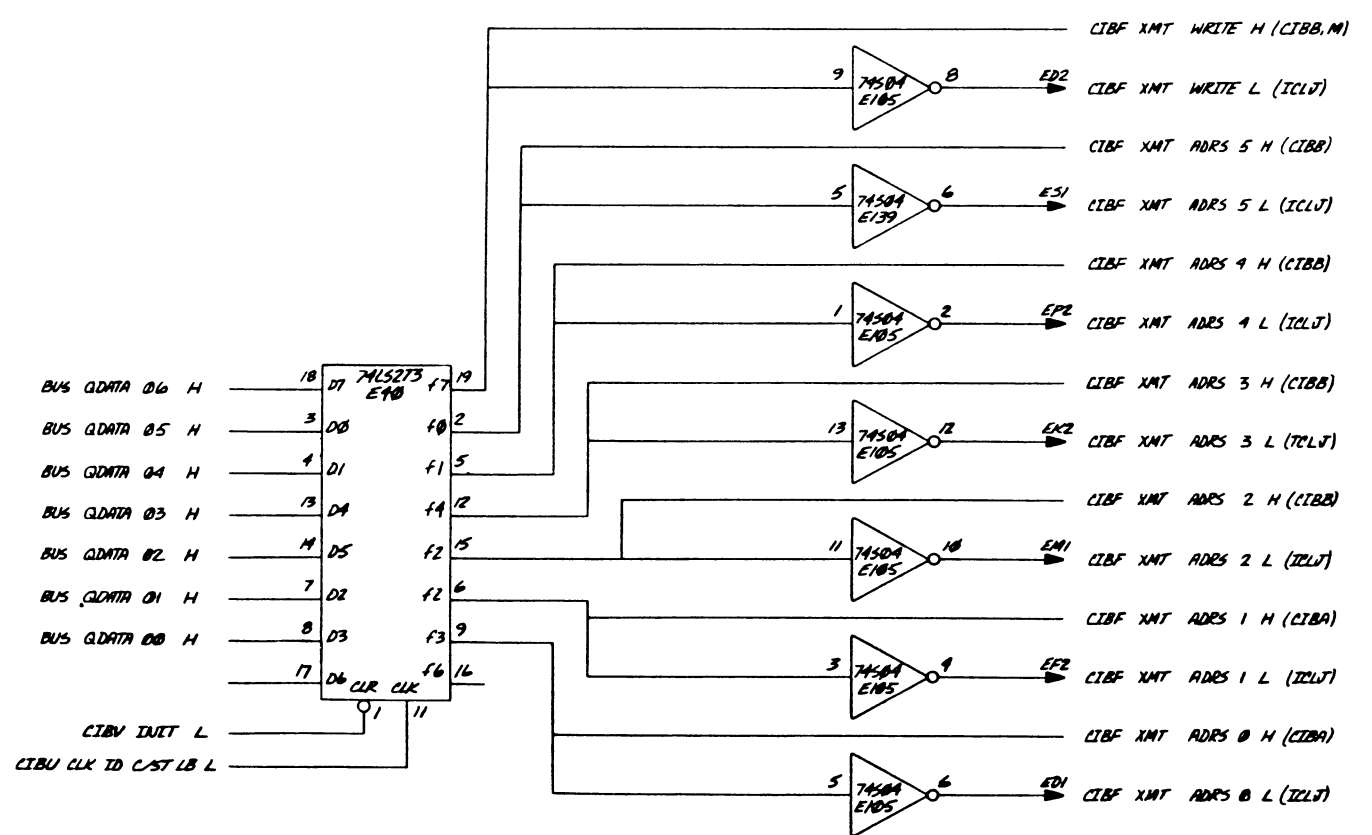 CIBF XMT WRITE H (CIBB,M)
9 74S04 E105 8 ED2 CIBF XMT WRITE L (ICLJ)
CIBF XMT ADRS 5 H (CIBB)
5 74S04 E139 6 ES1 CIBF XMT ADRS 5 L (ICLJ)
CIBF XMT ADRS 4 H (CIBB)
1 74S04 E105 2 EP2 CIBF XMT ADRS 4 L (ICLJ)
74LS273
E40
BUS QDATA 06 H 18 D7 f7 19
CIBF XMT ADRS 3 H (CIBB)
BUS QDATA 05 H 3 D0 f0 2
13 74S04 E105 12 EK2 CIBF XMT ADRS 3 L (ICLJ)
BUS QDATA 04 H 4 D1 f1 5
BUS QDATA 03 H 13 D4 f4 12
CIBF XMT ADRS 2 H (CIBB)
BUS QDATA 02 H 14 D5 f2 15
11 74S04 E105 10 EM1 CIBF XMT ADRS 2 L (ICLJ)
BUS QDATA 01 H 7 D2 f2 6
CIBF XMT ADRS 1 H (CIBA)
BUS QDATA 00 H 8 D3 f3 9
17 D6 f6 16
3 74S04 E105 4 EF2 CIBF XMT ADRS 1 L (ICLJ)
CLR CLK
1 11
CIBV INIT L
CIBF XMT ADRS 0 H (CIBA)
CIBU CLK ID C/ST LB L
5 74S04 E105 6 ED1 CIBF XMT ADRS 0 L (ICLJ)